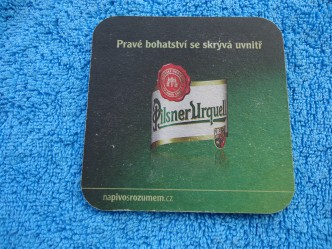 Pravé bohatství se skrývá uvnitř
Pilsner Urquell
napivosrozumem.cz